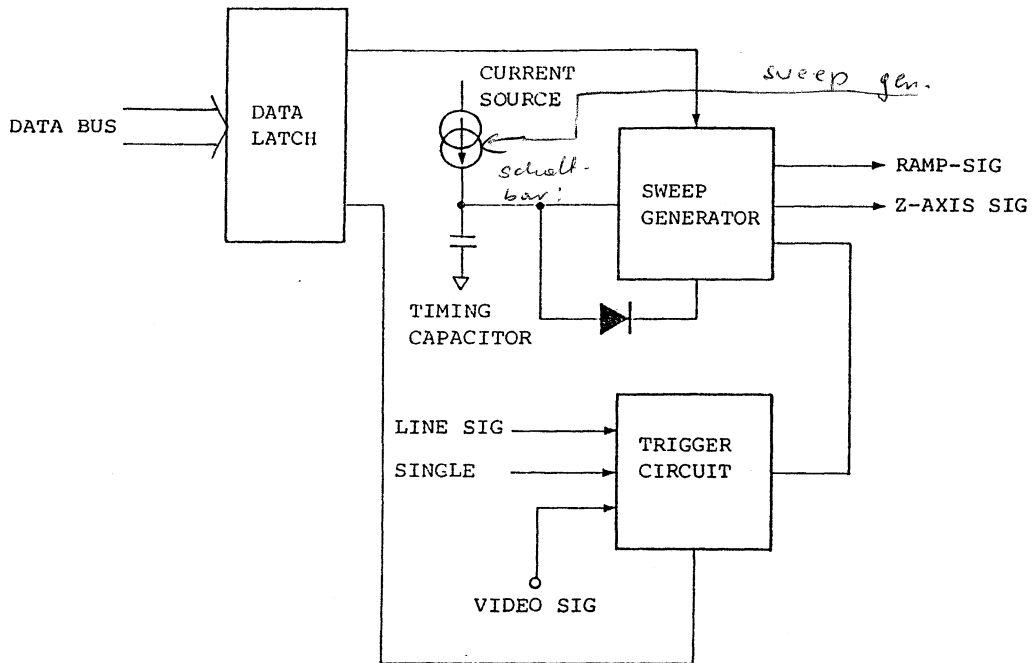 CURRENT
SOURCE
sweep gen.
DATA BUS
DATA
LATCH
schalt-
bar!
SWEEP
GENERATOR
RAMP-SIG
Z-AXIS SIG
TIMING
CAPACITOR
LINE SIG
SINGLE
TRIGGER
CIRCUIT
VIDEO SIG